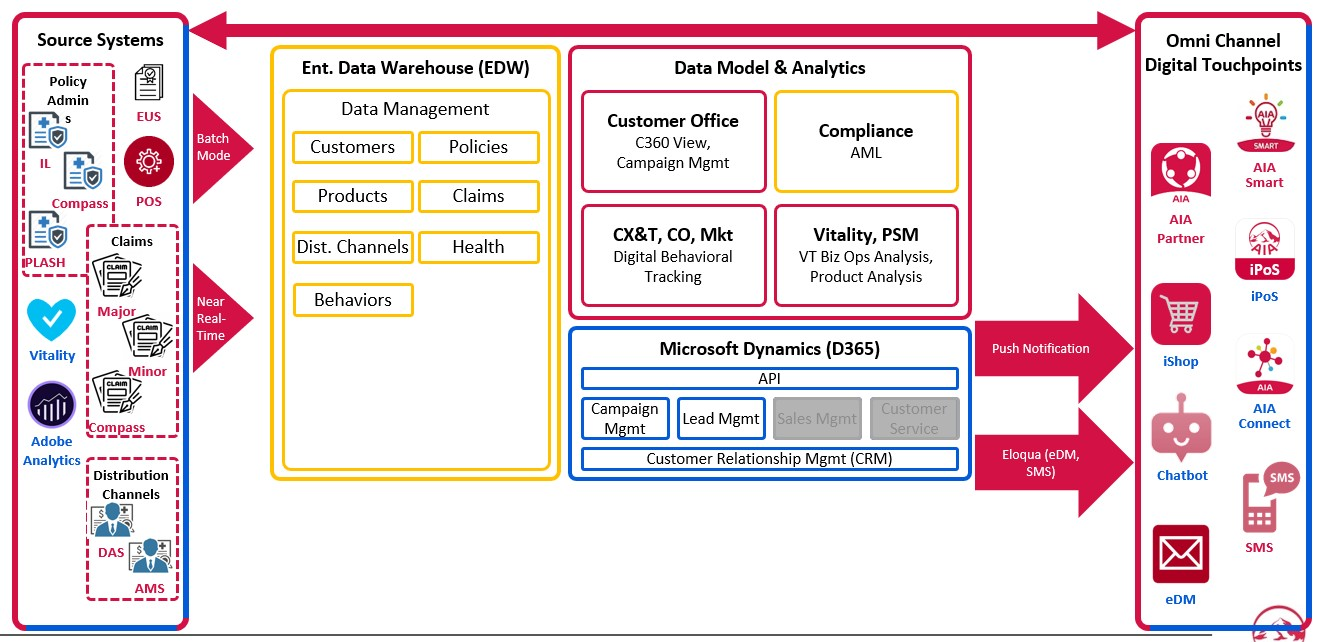 Source Systems
Policy
Admin
s
IL
Compass
PLASH
EUS
POS
Claims
CLAIM
Major
CLAIM
Minor
CLAIM
Compass
Vitality
Adobe
Analytics
Distribution
Channels
DAS
AMS
Batch
Mode
Near
Real-
Time
Ent. Data Warehouse (EDW)
Data Management
Customers
Policies
Products
Claims
Dist. Channels
Health
Behaviors
Data Model & Analytics
Customer Office
C360 View,
Campaign Mgmt
Compliance
AML
CX&T, CO, Mkt
Digital Behavioral
Tracking
Vitality, PSM
VT Biz Ops Analysis,
Product Analysis
Microsoft Dynamics (D365)
API
Campaign
Mgmt
Lead Mgmt
Sales Mgmt
Customer
Service
Customer Relationship Mgmt (CRM)
Push Notification
Eloqua (eDM,
SMS)
Omni Channel
Digital Touchpoints
AIA
SMART
AIA
Smart
AIA
AIA
Partner
AIA
iPoS
iPoS
iShop
AIA
AIA
Connect
Chatbot
SMS
SMS
eDM